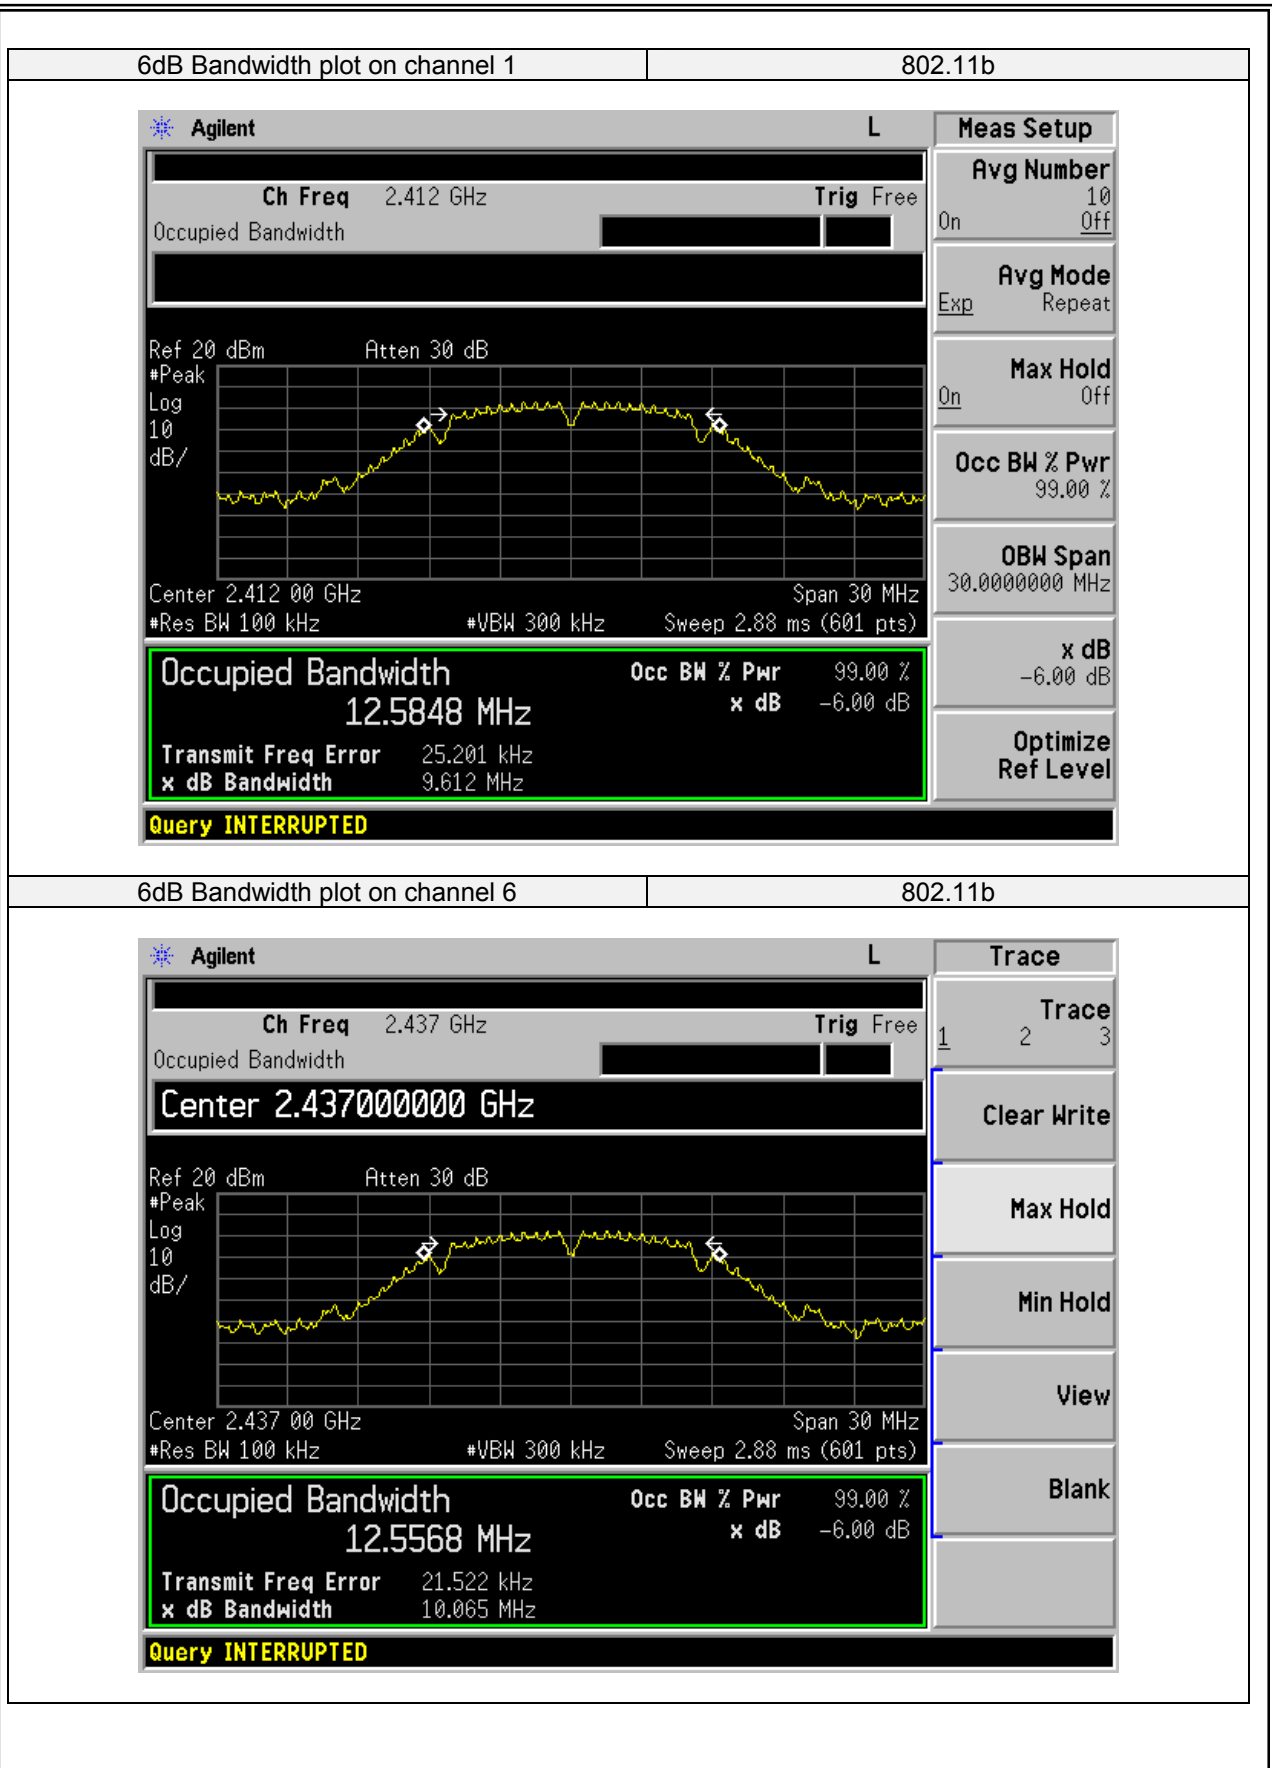 6dB Bandwidth plot on channel 1 802.11b
Agilent L Meas Setup
Ch Freq 2.412 GHz Trig Free
Occupied Bandwidth
Avg Number
10
On Off
Avg Mode
Exp Repeat
Max Hold
On Off
Occ BW % Pwr
99.00 %
OBW Span
30.0000000 MHz
x dB
-6.00 dB
Optimize
Ref Level
Ref 20 dBm Atten 30 dB
#Peak
Log
10
dB/
Center 2.412 00 GHz Span 30 MHz
#Res BW 100 kHz #VBW 300 kHz Sweep 2.88 ms (601 pts)
Occupied Bandwidth Occ BW % Pwr 99.00 %
12.5848 MHz x dB -6.00 dB
Transmit Freq Error 25.201 kHz
x dB Bandwidth 9.612 MHz
Query INTERRUPTED
6dB Bandwidth plot on channel 6 802.11b
Agilent L Trace
Ch Freq 2.437 GHz Trig Free
Occupied Bandwidth
Center 2.437000000 GHz
Trace
1 2 3
Clear Write
Max Hold
Min Hold
View
Blank
Ref 20 dBm Atten 30 dB
#Peak
Log
10
dB/
Center 2.437 00 GHz Span 30 MHz
#Res BW 100 kHz #VBW 300 kHz Sweep 2.88 ms (601 pts)
Occupied Bandwidth Occ BW % Pwr 99.00 %
12.5568 MHz x dB -6.00 dB
Transmit Freq Error 21.522 kHz
x dB Bandwidth 10.065 MHz
Query INTERRUPTED